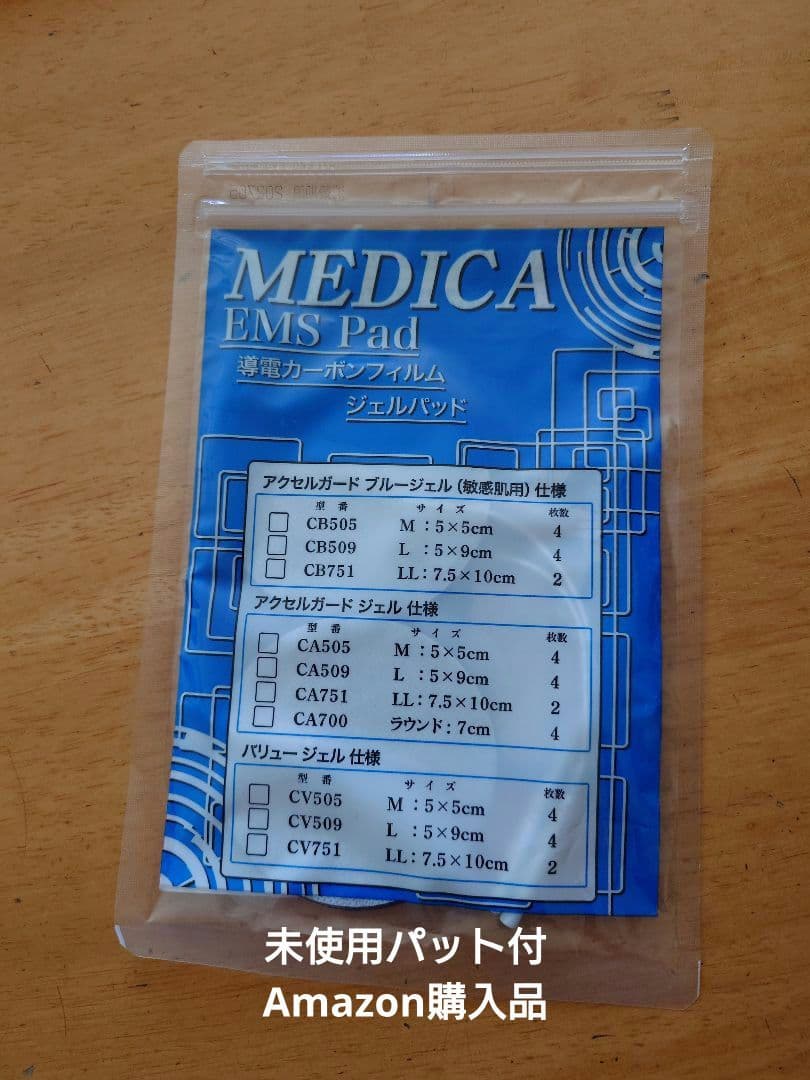 MEDICA
EMS Pad
導電カーボンフィルム
ジェルパッド
アクセルガード ブルージェル（敏感肌用）仕様
型番 サイズ 枚数
CB505 M：5×5cm 4
CB509 L：5×9cm 4
CB751 LL：7.5×10cm 2
アクセルガード ジェル 仕様
型番 サイズ 枚数
CA505 M：5×5cm 4
CA509 L：5×9cm 4
CA751 LL：7.5×10cm 2
CA700 ラウンド：7cm 4
バリュー ジェル 仕様
型番 サイズ 枚数
CV505 M：5×5cm 4
CV509 L：5×9cm 4
CV751 LL：7.5×10cm 2
未使用パット付
Amazon購入品